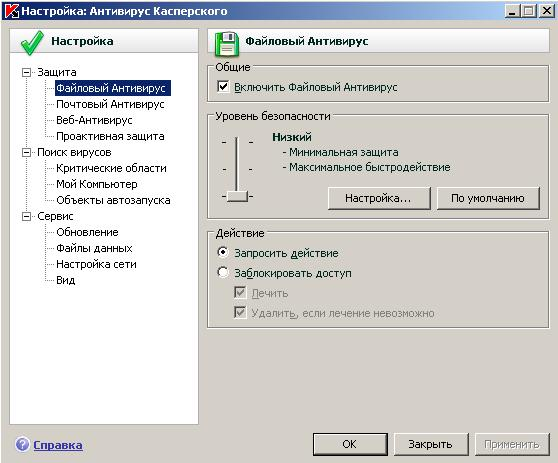 Настройка: Антивирус Касперского
Настройка
Защита
Файловый Антивирус
Почтовый Антивирус
Веб-Антивирус
Проактивная защита
Поиск вирусов
Критические области
Мой Компьютер
Объекты автозапуска
Сервис
Обновление
Файлы данных
Настройка сети
Вид
Файловый Антивирус
Общие
Включить Файловый Антивирус
Уровень безопасности
Низкий
- Минимальная защита
- Максимальное быстродействие
Настройка...
По умолчанию
Действие
Запросить действие
Заблокировать доступ
Лечить
Удалить, если лечение невозможно
Справка
OK
Закрыть
Применить